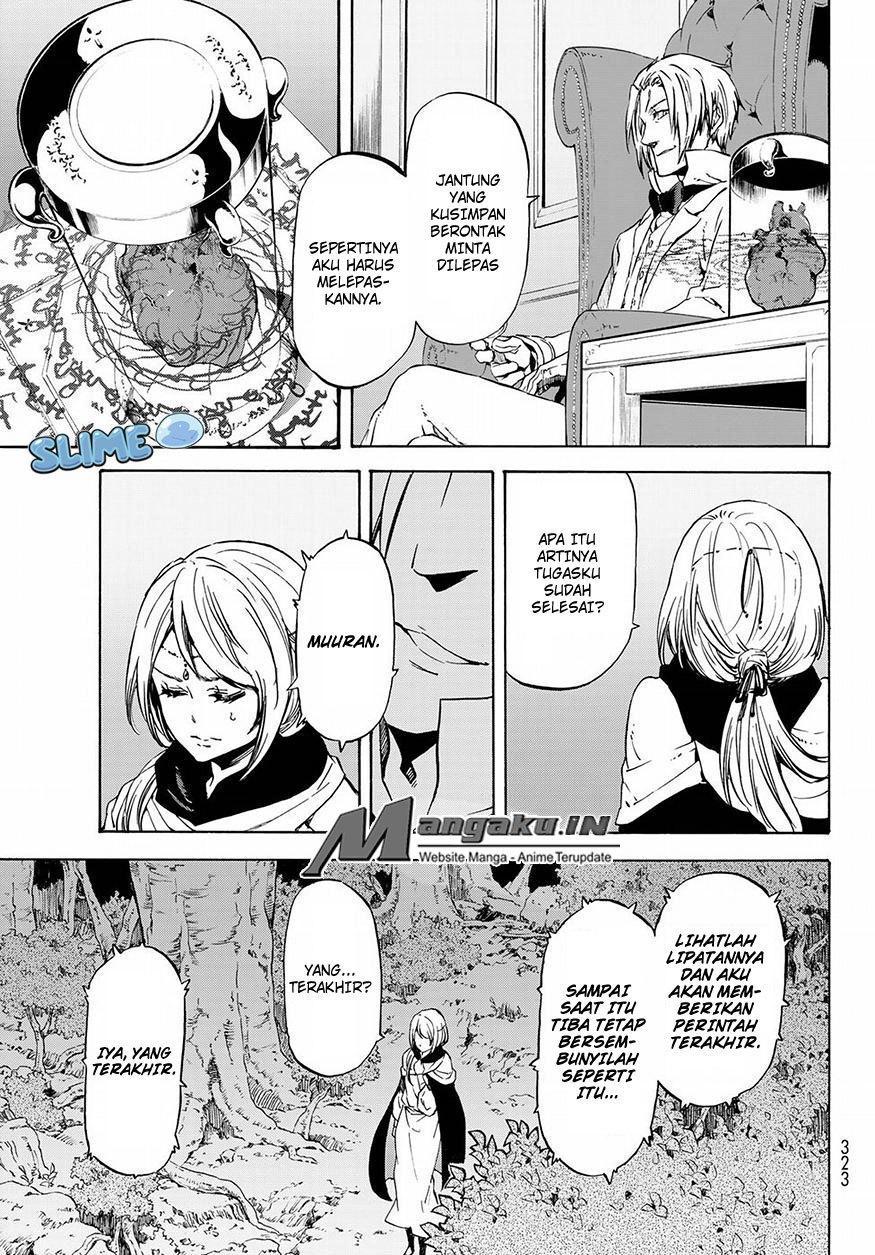 JANTUNG
YANG
KUSIMPAN
BERONTAK
MINTA
DILEPAS
SEPERTINYA
AKU HARUS
MELEPAS-
KANNYA.
SLIME
APA ITU
ARTINYA
TUGASKU
SUDAH
SELESAI?
MUURAN.
Mangaku.in
Website Manga - Anime Terupdate
LIHATLAH
LIPATANNYA
DAN AKU
AKAN MEM-
BERIKAN
PERINTAH
TERAKHIR.
SAMPAI
SAAT ITU
TIBA TETAP
BERSEM-
BUNYILAH
SEPERTI
ITU...
YANG...
TERAKHIR?
IYA, YANG
TERAKHIR.
323